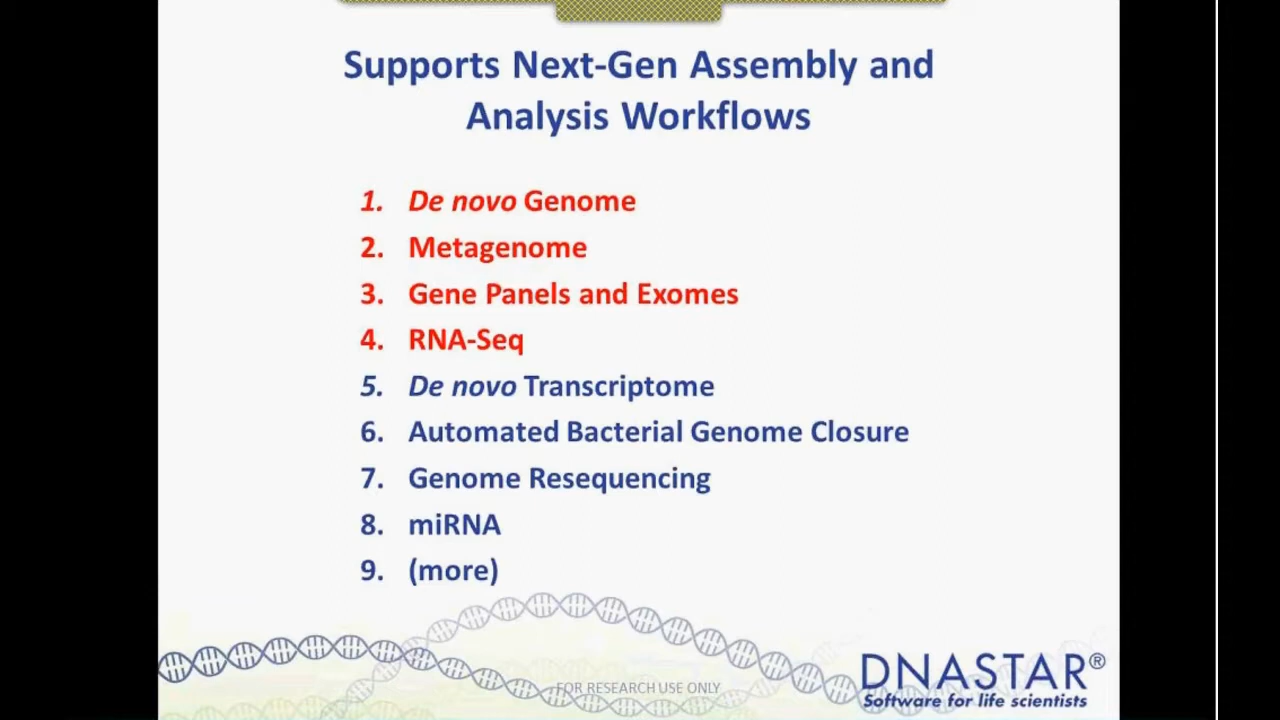 Supports Next-Gen Assembly and
Analysis Workflows
1. De novo Genome
2. Metagenome
3. Gene Panels and Exomes
4. RNA-Seq
5. De novo Transcriptome
6. Automated Bacterial Genome Closure
7. Genome Resequencing
8. miRNA
9. (more)
DNASTAR®
Software for life scientists
FOR RESEARCH USE ONLY